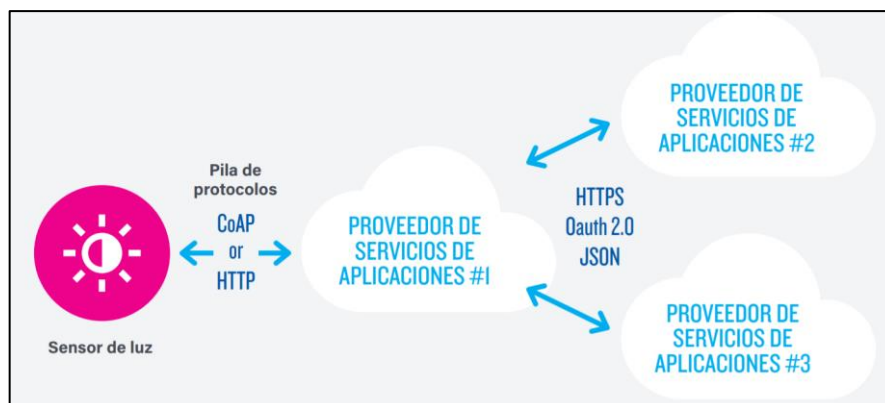 Pila de
protocolos
CoAP
or
HTTP
Sensor de luz
PROVEEDOR DE
SERVICIOS DE
APLICACIONES #1
HTTPS
Oauth 2.0
JSON
PROVEEDOR DE
SERVICIOS DE
APLICACIONES #2
PROVEEDOR DE
SERVICIOS DE
APLICACIONES #3